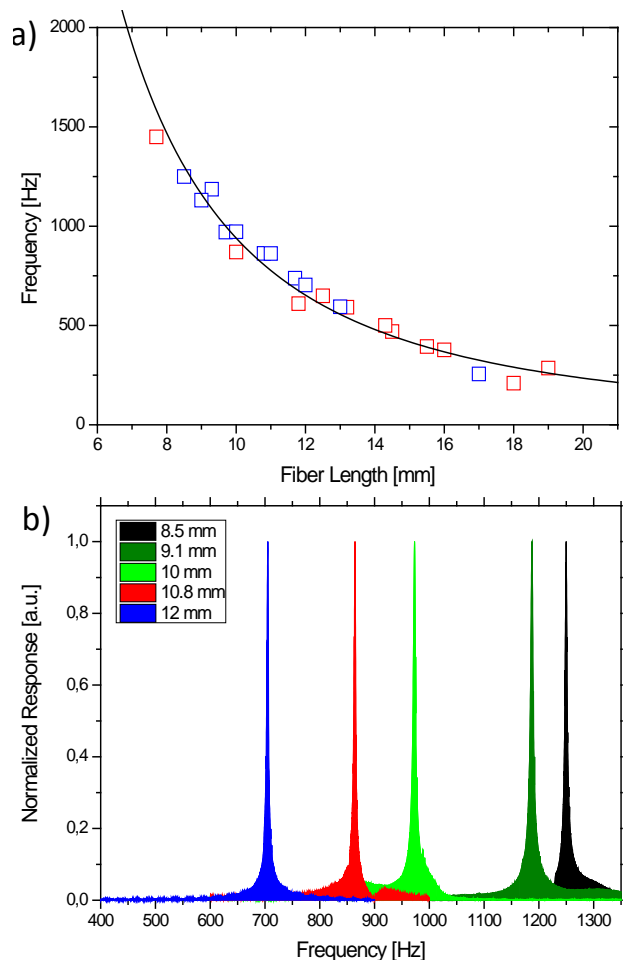 a)
2000
1500
1000
500
0
Frequency [Hz]
6 8 10 12 14 16 18 20
Fiber Length [mm]
b)
8.5 mm
9.1 mm
10 mm
10.8 mm
12 mm
1,0
0,8
0,6
0,4
0,2
0,0
Normalized Response [a.u.]
400 500 600 700 800 900 1000 1100 1200 1300
Frequency [Hz]